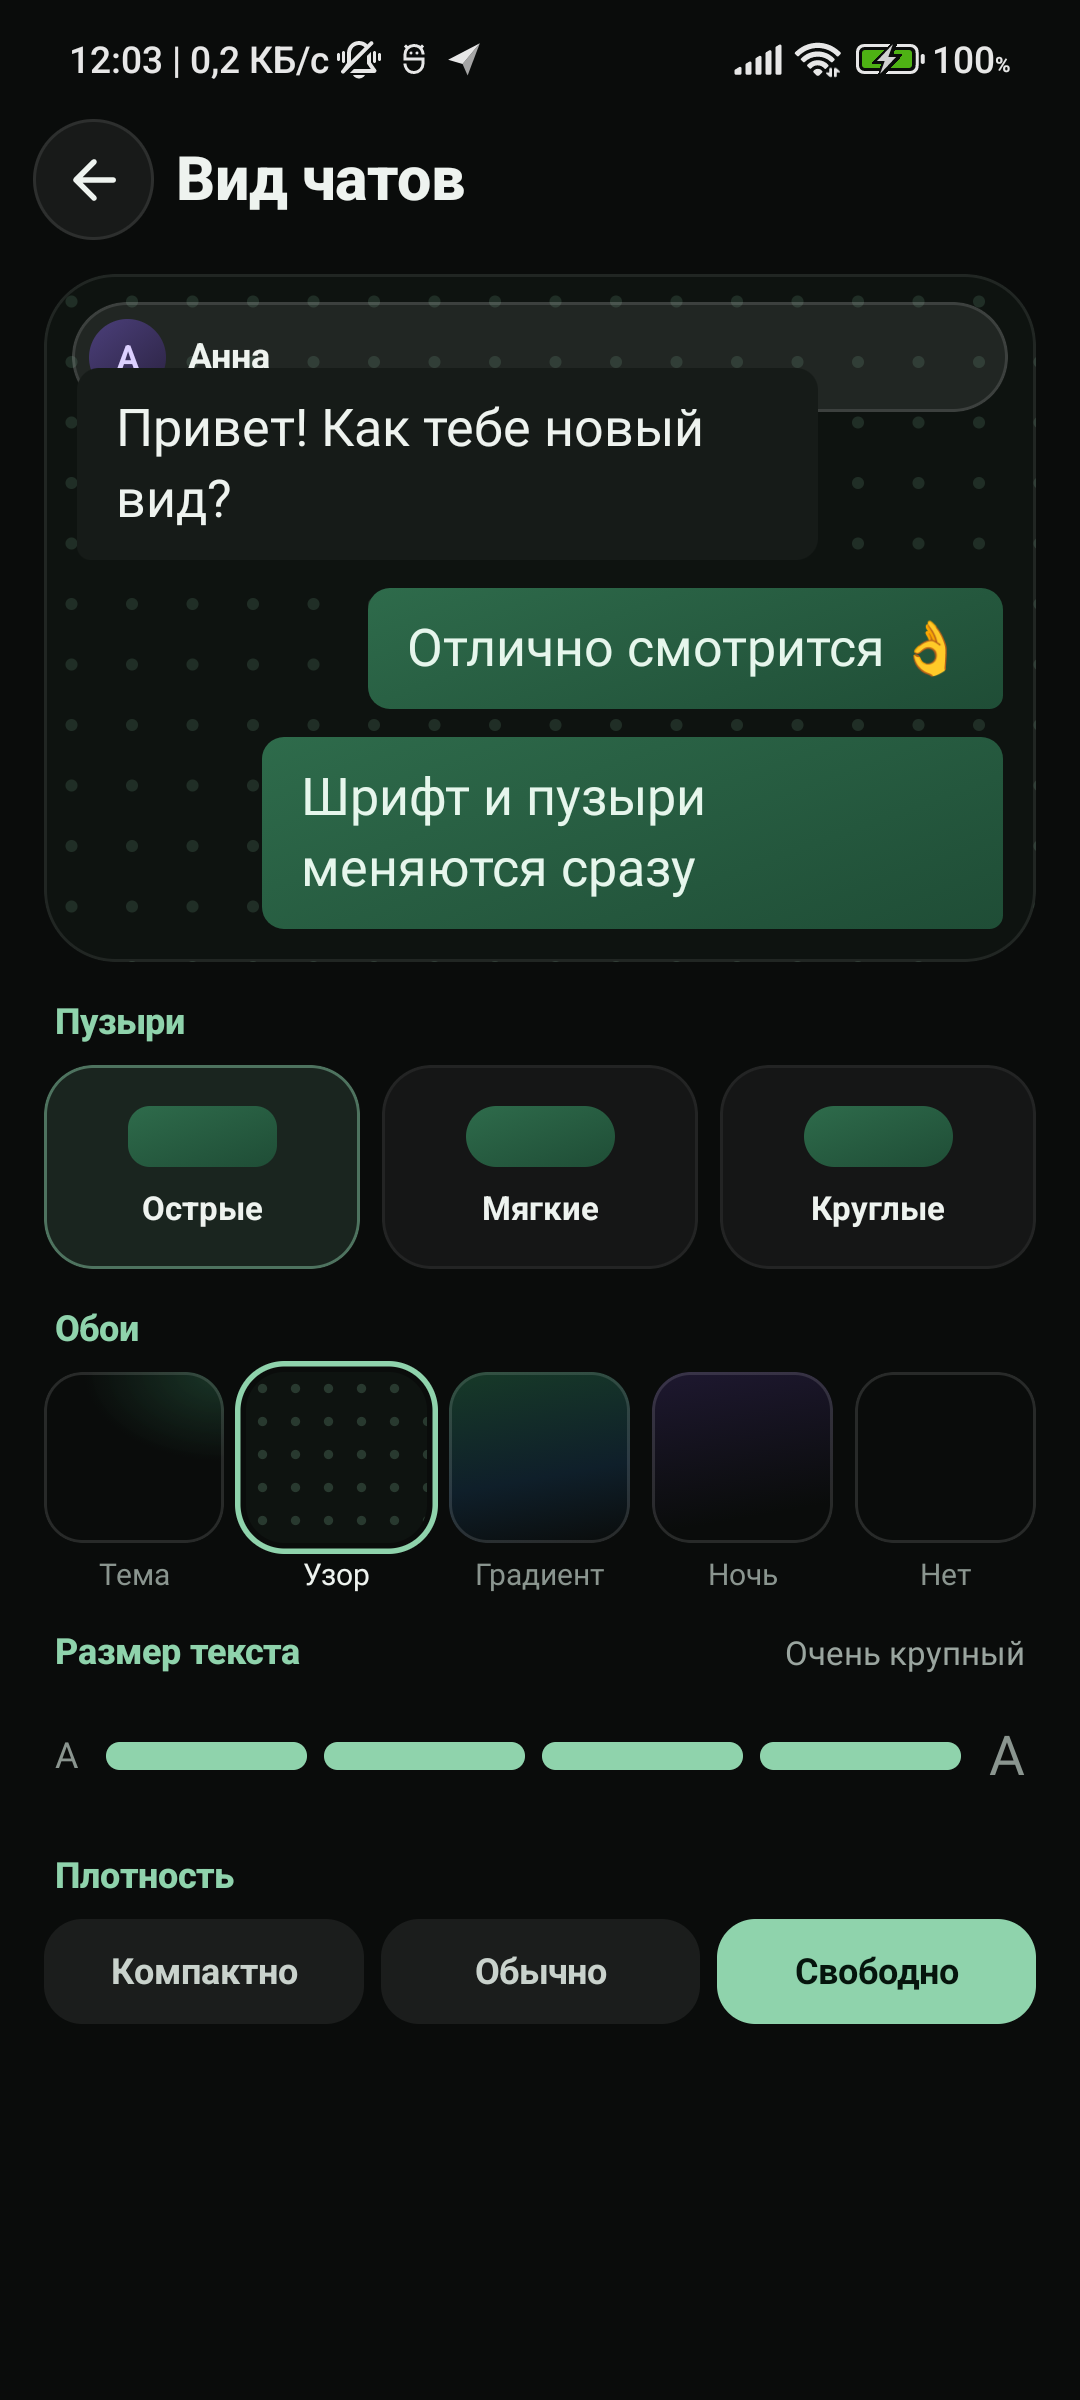 12:03 | 0,2 КБ/с 100%
Вид чатов
А Анна
Привет! Как тебе новый
вид?
Отлично смотрится 👌
Шрифт и пузыри
меняются сразу
Пузыри
Острые Мягкие Круглые
Обои
Тема Узор Градиент Ночь Нет
Размер текста Очень крупный
А А
Плотность
Компактно Обычно Свободно